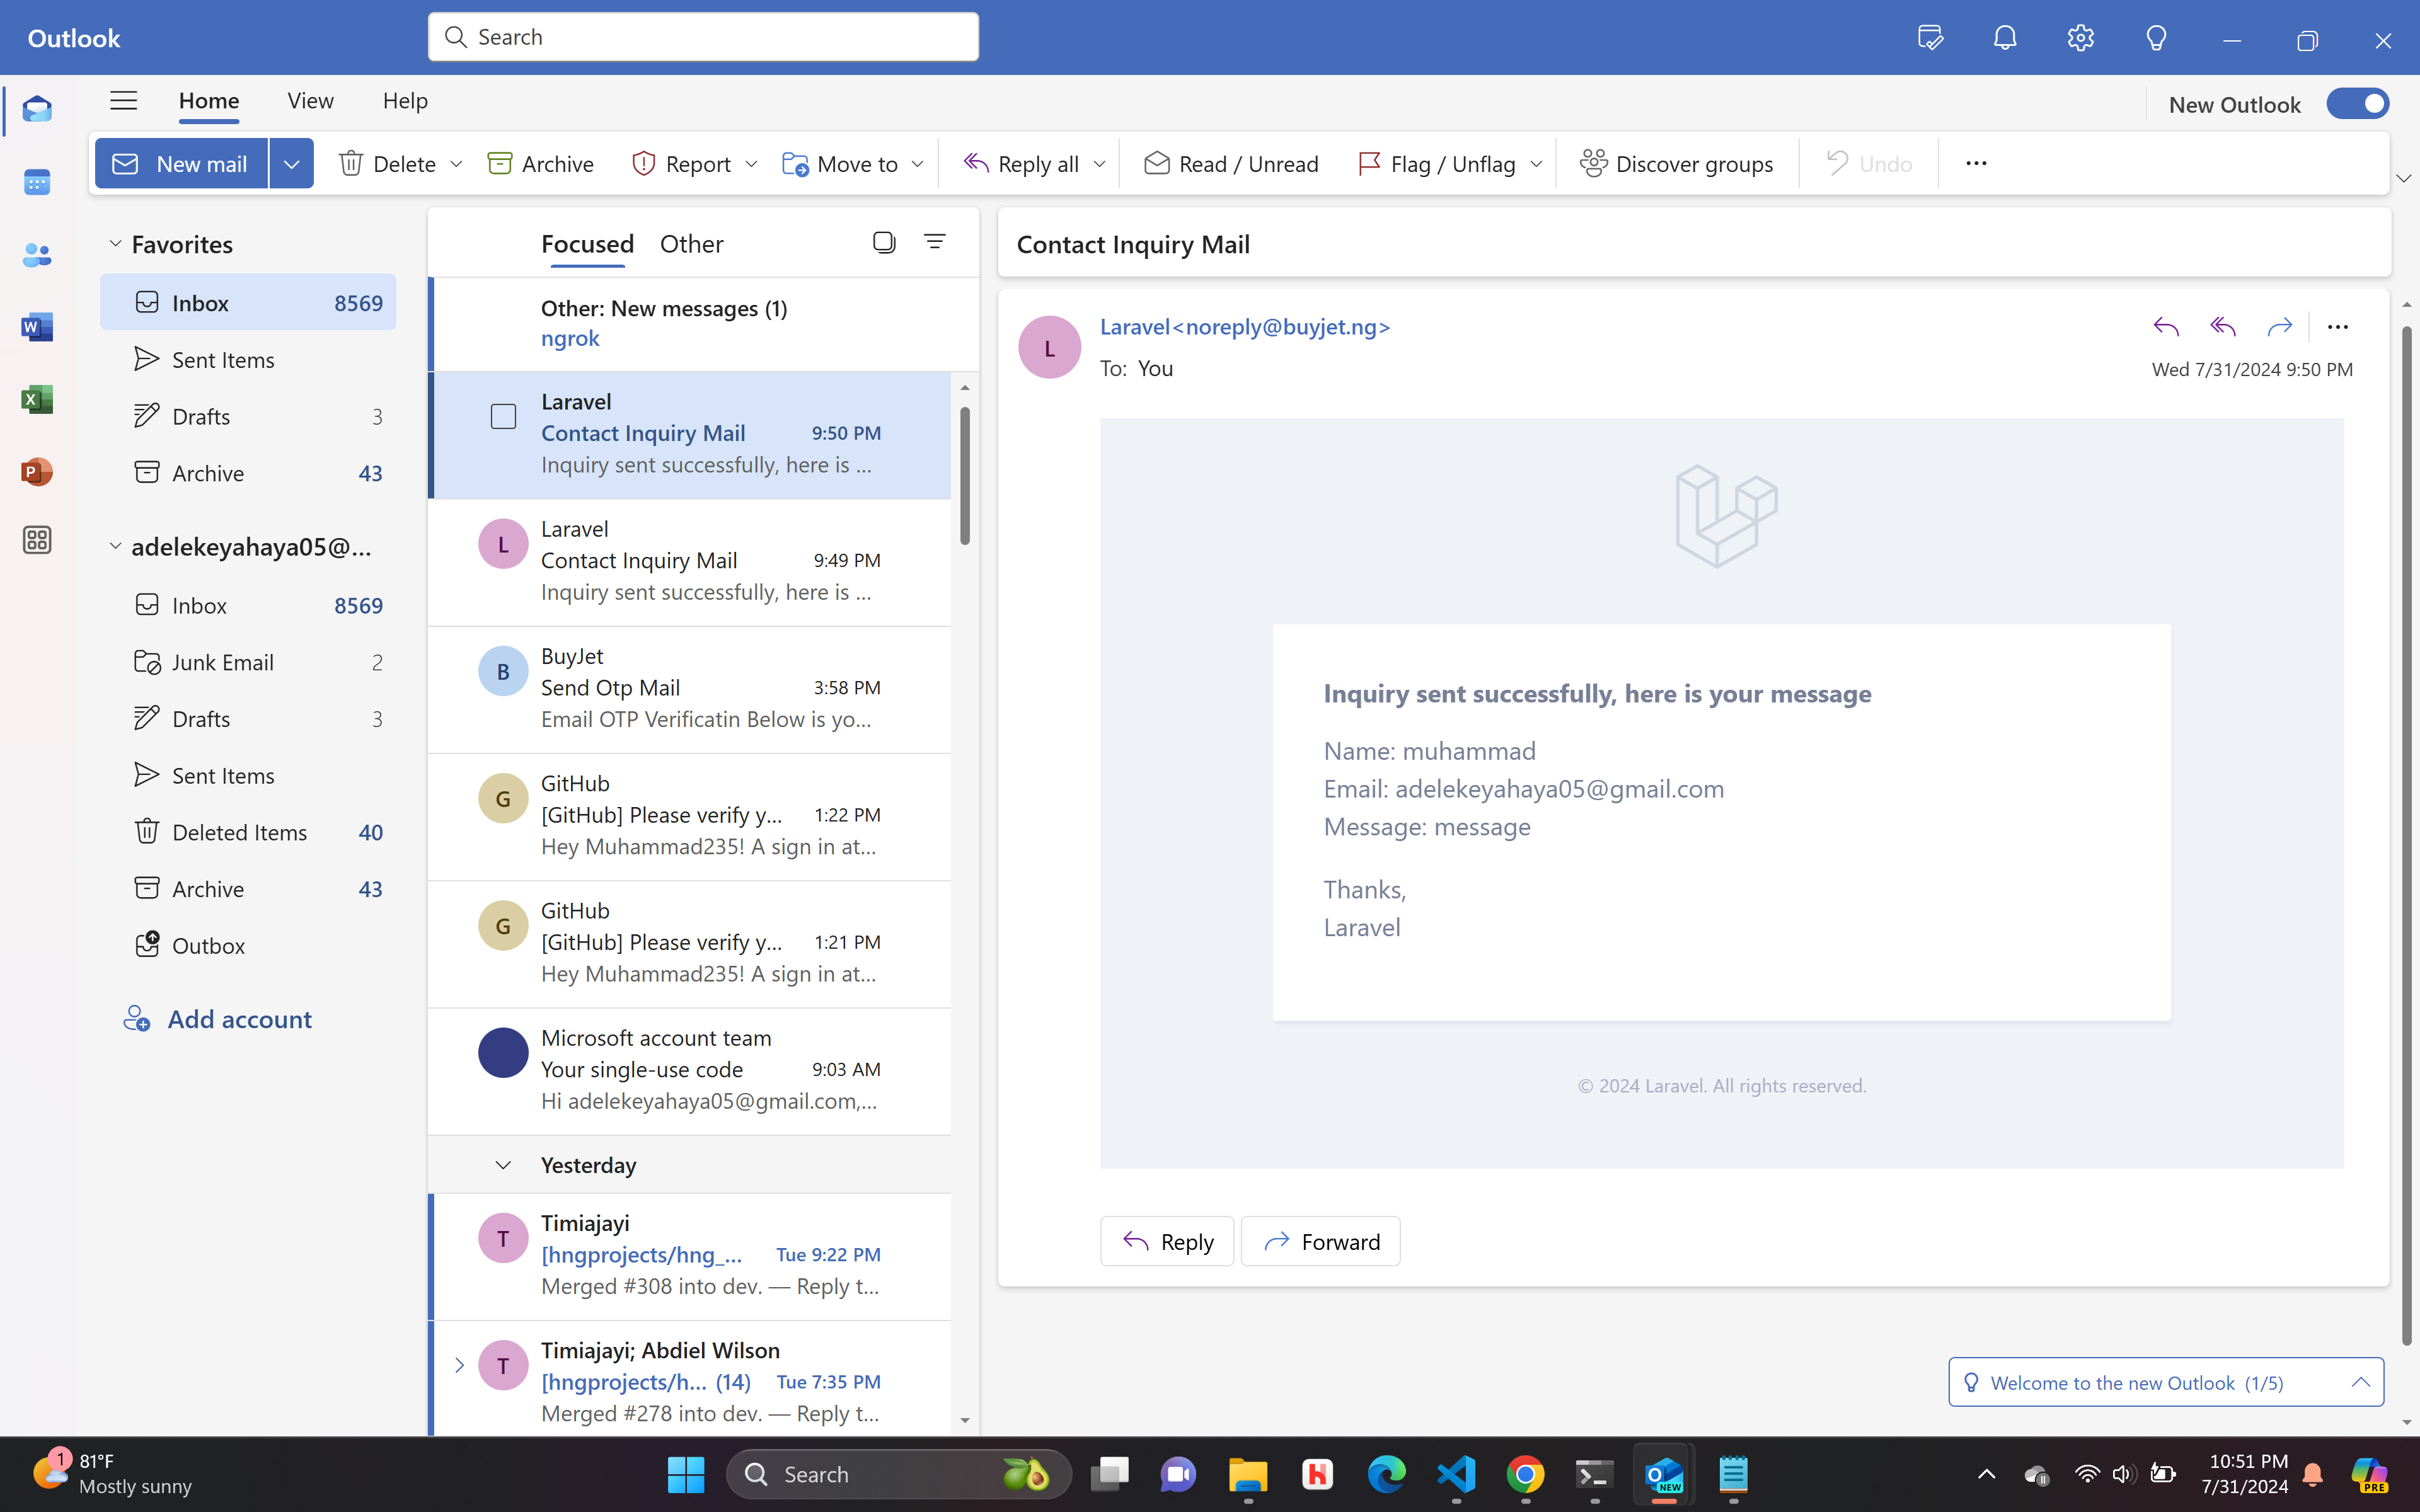 Outlook
Search
Home View Help
New Outlook
New mail Delete Archive Report Move to Reply all Read / Unread Flag / Unflag Discover groups Undo
Favorites
Inbox 8569
Sent Items
Drafts 3
Archive 43
adelekeyahaya05@...
Inbox 8569
Junk Email 2
Drafts 3
Sent Items
Deleted Items 40
Archive 43
Outbox
Add account
Focused Other
Other: New messages (1)
ngrok
Laravel
Contact Inquiry Mail 9:50 PM
Inquiry sent successfully, here is ...
L
Laravel
Contact Inquiry Mail 9:49 PM
Inquiry sent successfully, here is ...
B
BuyJet
Send Otp Mail 3:58 PM
Email OTP Verificatin Below is yo...
G
GitHub
[GitHub] Please verify y... 1:22 PM
Hey Muhammad235! A sign in at...
G
GitHub
[GitHub] Please verify y... 1:21 PM
Hey Muhammad235! A sign in at...
Microsoft account team
Your single-use code 9:03 AM
Hi adelekeyahaya05@gmail.com,...
Yesterday
T
Timiajayi
[hngprojects/hng_... Tue 9:22 PM
Merged #308 into dev. — Reply t...
T
Timiajayi; Abdiel Wilson
[hngprojects/h... (14) Tue 7:35 PM
Merged #278 into dev. — Reply t...
Contact Inquiry Mail
L
Laravel<noreply@buyjet.ng>
To: You
Wed 7/31/2024 9:50 PM
Inquiry sent successfully, here is your message
Name: muhammad
Email: adelekeyahaya05@gmail.com
Message: message
Thanks,
Laravel
© 2024 Laravel. All rights reserved.
Reply Forward
Welcome to the new Outlook (1/5)
1
81°F
Mostly sunny
Search
NEW
10:51 PM
7/31/2024
PRE